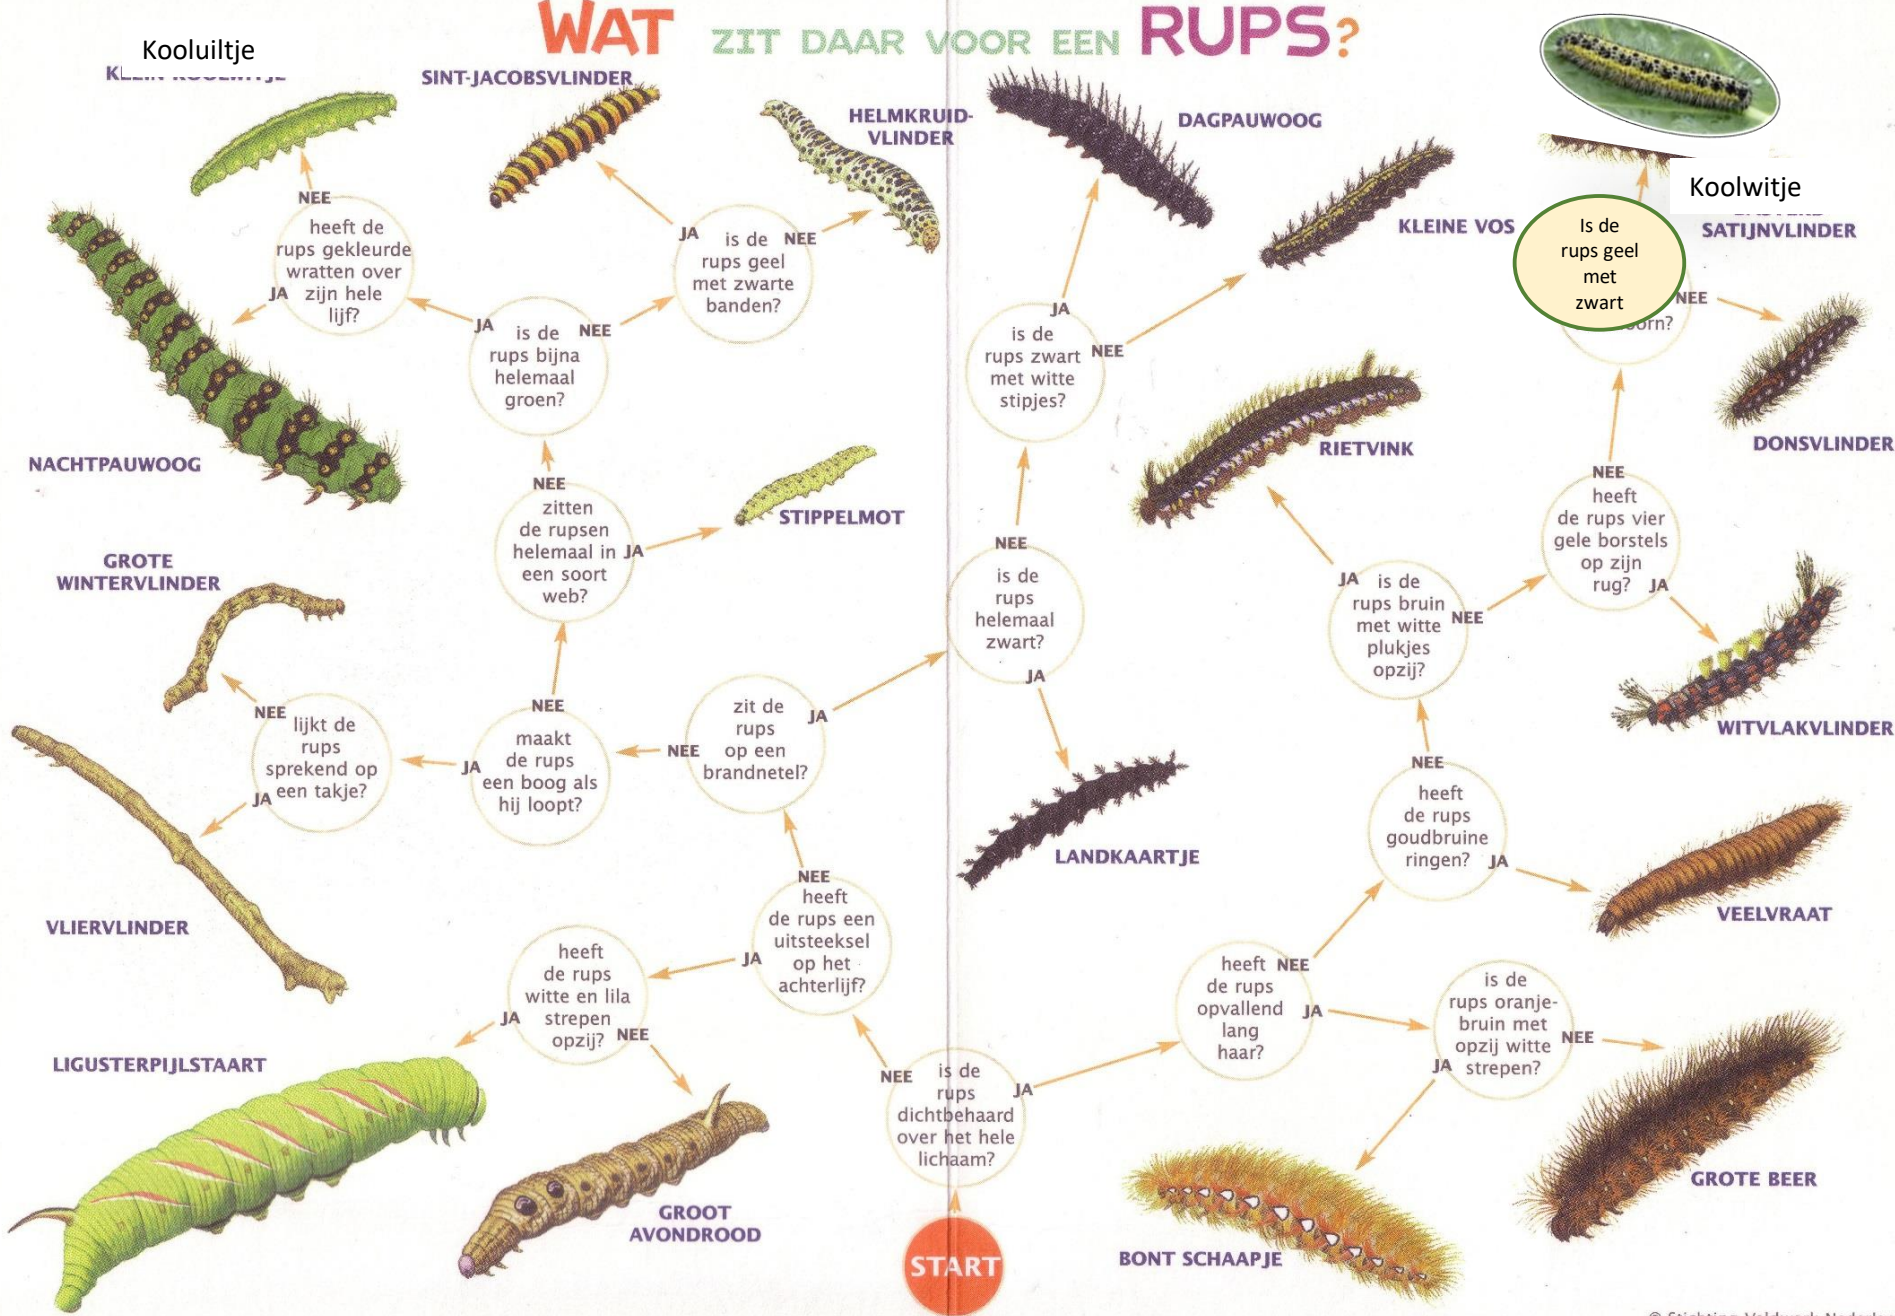 WAT ZIT DAAR VOOR EEN RUPS?
Kooluiltje
SINT-JACOBSVLINDER
HELMKRUID-
VLINDER
DAGPAUWOOG
KLEINE VOS
Koolwitje
SATIJNVLINDER
Is de
rups geel
met
zwart
NEE
NEE
heeft de
rups gekleurde
wratten over
zijn hele
lijf?
JA
JA
is de
rups geel
met zwarte
banden?
NEE
JA
is de
rups bijna
helemaal
groen?
NEE
JA
is de
rups zwart
met witte
stipjes?
NEE
NACHTPAUWOOG
RIETVINK
DONSVLINDER
NEE
zitten
de rupsen
helemaal in
een soort
web?
JA
STIPPELMOT
NEE
heeft
de rups vier
gele borstels
op zijn
rug?
JA
NEE
is de
rups
helemaal
zwart?
JA
JA
is de
rups bruin
met witte
plukjes
opzij?
NEE
GROTE
WINTERVLINDER
WITVLAKVLINDER
NEE
lijkt de
rups
sprekend op
een takje?
JA
NEE
maakt
de rups
een boog als
hij loopt?
JA
zit de
rups
op een
brandnetel?
JA
NEE
NEE
heeft
de rups
goudbruine
ringen?
JA
LANDKAARTJE
VEELVRAAT
VLIERVLINDER
NEE
heeft
de rups een
uitsteeksel
op het
achterlijf?
JA
heeft
de rups
witte en lila
strepen
opzij?
JA
NEE
heeft
de rups
opvallend
lang
haar?
NEE
JA
is de
rups oranje-
bruin met
opzij witte
strepen?
NEE
JA
LIGUSTERPIJLSTAART
NEE
is de
rups
dichtbehaard
over het hele
lichaam?
JA
GROOT
AVONDROOD
GROTE BEER
BONT SCHAAPJE
START